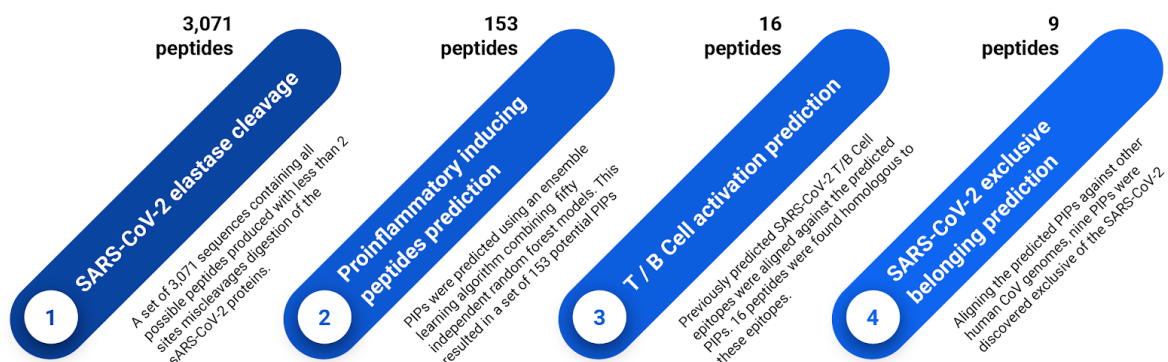 3,071
peptides
SARS-CoV-2 elastase cleavage
1
A set of 3,071 sequences containing all
possible peptides produced with less than 2
sites miscleavages digestion of the
SARS-CoV-2 proteins.
153
peptides
Proinflammatory inducing
peptides prediction
2
PIPs were predicted using an ensemble
learning algorithm combining fifty
independent random forest models. This
resulted in a set of 153 potential PIPs
16
peptides
T / B Cell activation prediction
3
Previously predicted SARS-CoV-2 T/B Cell
epitopes were aligned against the predicted
PIPs. 16 peptides were found homologous to
these epitopes.
9
peptides
SARS-CoV-2 exclusive
belonging prediction
4
Aligning the predicted PIPs against other
human CoV genomes, nine PIPs were
discovered exclusive of the SARS-CoV-2